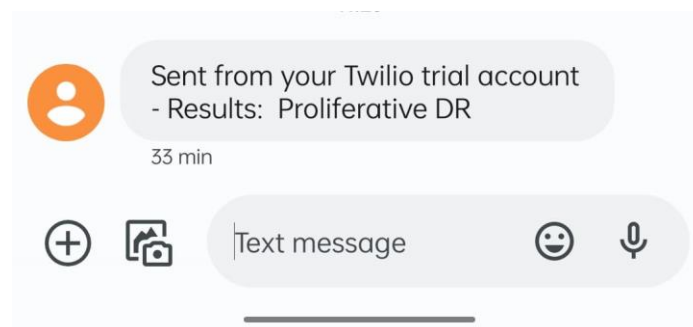 Sent from your Twilio trial account
- Results:  Proliferative DR
33 min
Text message